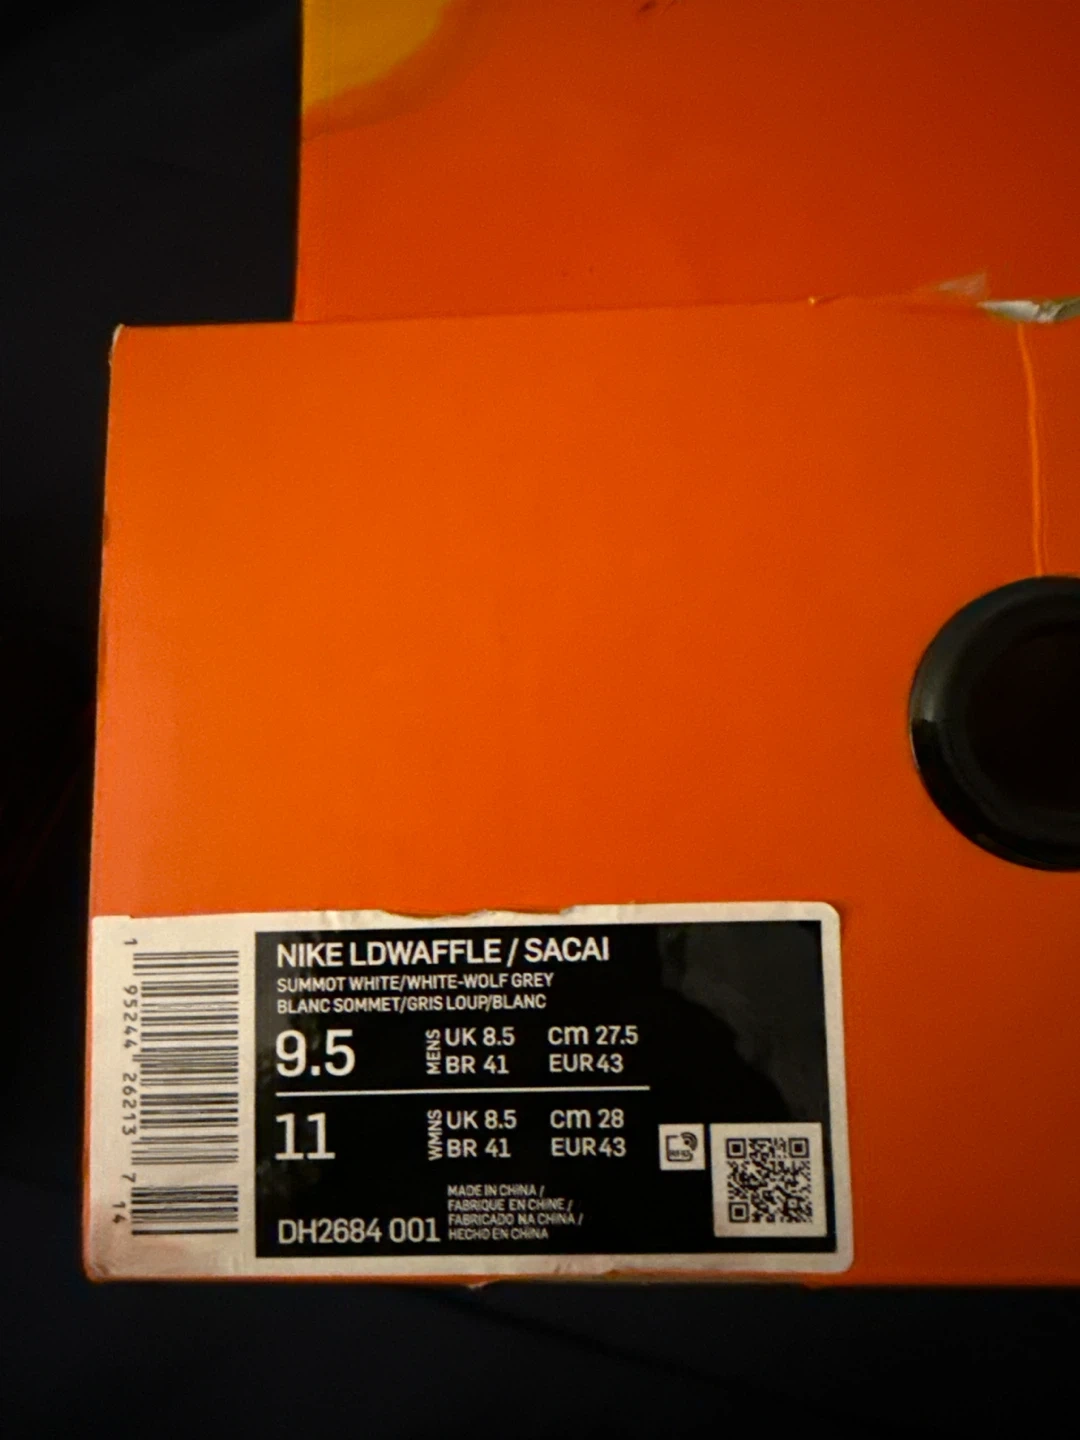 NIKE LDWAFFLE / SACAI
SUMMOT WHITE/WHITE-WOLF GREY
BLANC SOMMET/GRIS LOUP/BLANC
9.5 MENS UK 8.5 cm 27.5
BR 41 EUR 43
11 WMNS UK 8.5 cm 28
BR 41 EUR 43
MADE IN CHINA /
FABRIQUE EN CHINE /
FABRICADO NA CHINA /
HECHO EN CHINA
DH2684 001
RFID
1 95244 26213 7 14